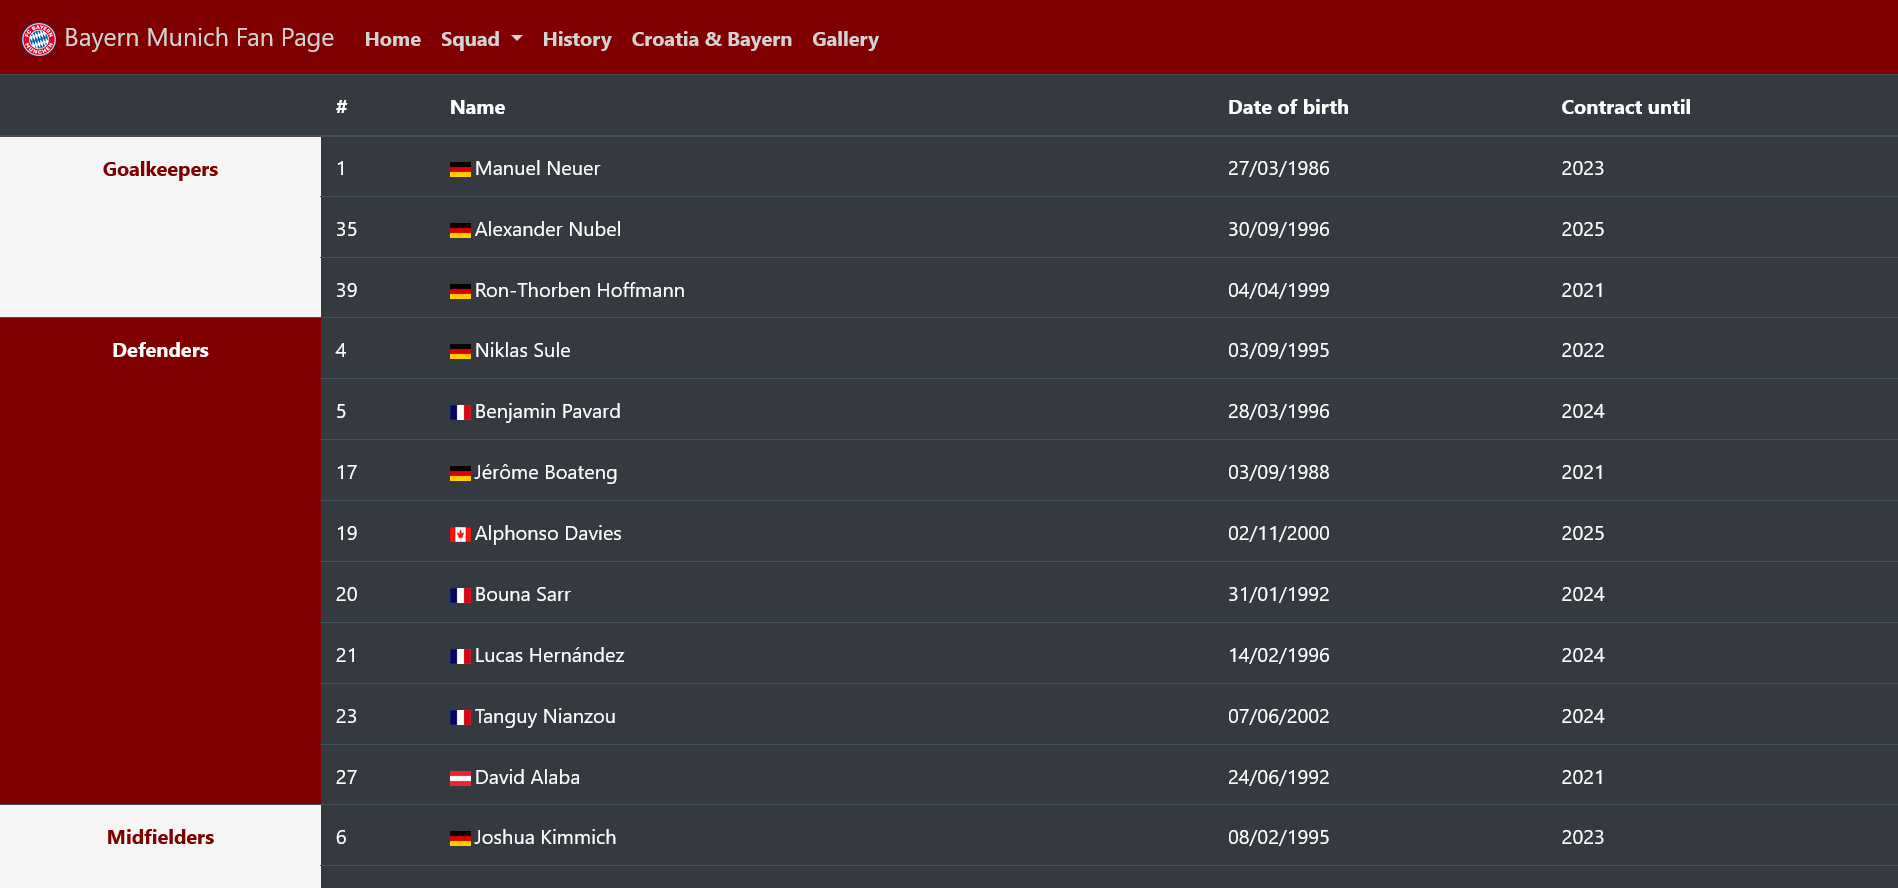 Bayern Munich Fan Page Home Squad History Croatia & Bayern Gallery
# Name Date of birth Contract until
Goalkeepers 1 Manuel Neuer 27/03/1986 2023
35 Alexander Nubel 30/09/1996 2025
39 Ron-Thorben Hoffmann 04/04/1999 2021
Defenders 4 Niklas Sule 03/09/1995 2022
5 Benjamin Pavard 28/03/1996 2024
17 Jérôme Boateng 03/09/1988 2021
19 Alphonso Davies 02/11/2000 2025
20 Bouna Sarr 31/01/1992 2024
21 Lucas Hernández 14/02/1996 2024
23 Tanguy Nianzou 07/06/2002 2024
27 David Alaba 24/06/1992 2021
Midfielders 6 Joshua Kimmich 08/02/1995 2023